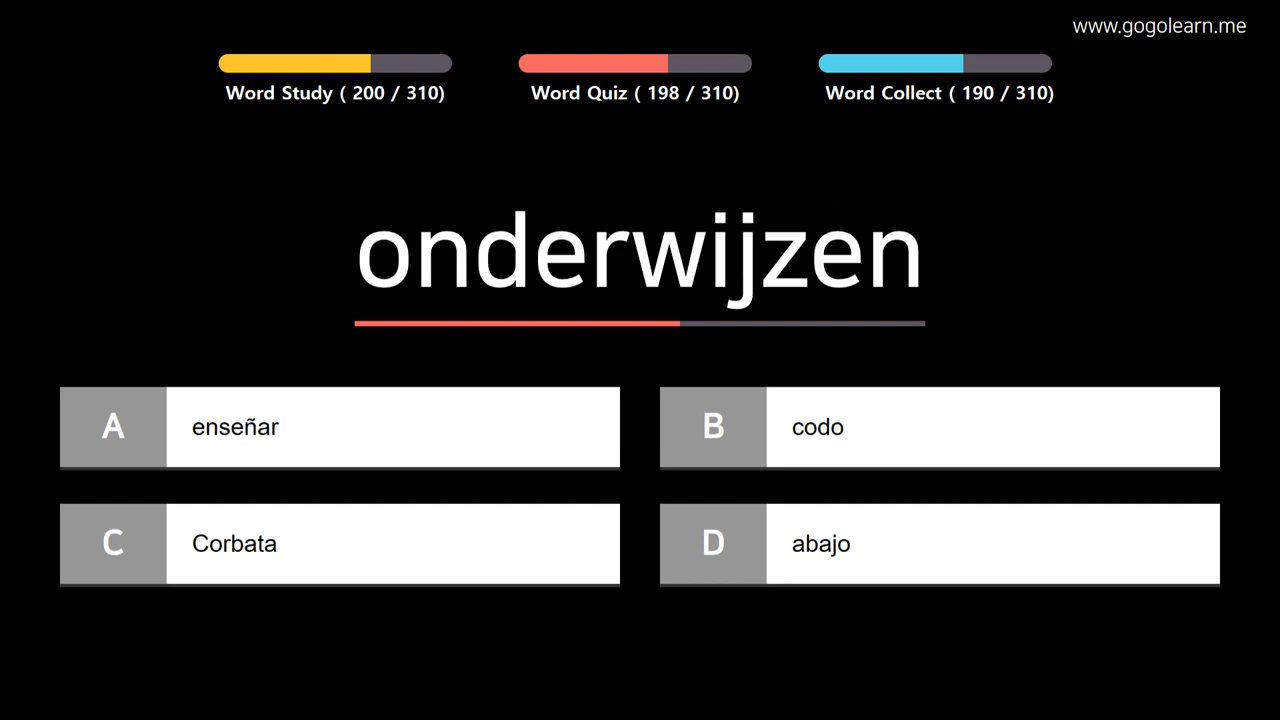 www.gogolearn.me
Word Study ( 200 / 310)
Word Quiz ( 198 / 310)
Word Collect ( 190 / 310)
onderwijzen
A enseñar
B codo
C Corbata
D abajo